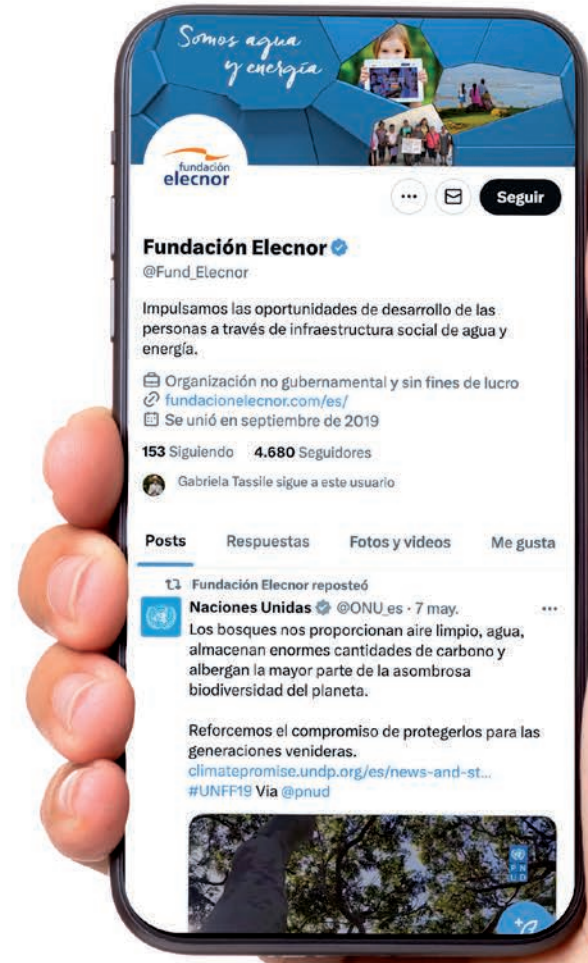 Somos agua
y energía
fundación
elecnor
Seguir
Fundación Elecnor
@Fund_Elecnor
Impulsamos las oportunidades de desarrollo de las
personas a través de infraestructura social de agua y
energía.
Organización no gubernamental y sin fines de lucro
fundacionelecnor.com/es/
Se unió en septiembre de 2019
153 Siguiendo 4.680 Seguidores
Gabriela Tassile sigue a este usuario
Posts Respuestas Fotos y videos Me gusta
Fundación Elecnor reposteó
Naciones Unidas @ONU_es · 7 may.
Los bosques nos proporcionan aire limpio, agua,
almacenan enormes cantidades de carbono y
albergan la mayor parte de la asombrosa
biodiversidad del planeta.
Reforcemos el compromiso de protegerlos para las
generaciones venideras.
climatepromise.undp.org/es/news-and-st...
#UNFF19 Via @pnud
P N
U D